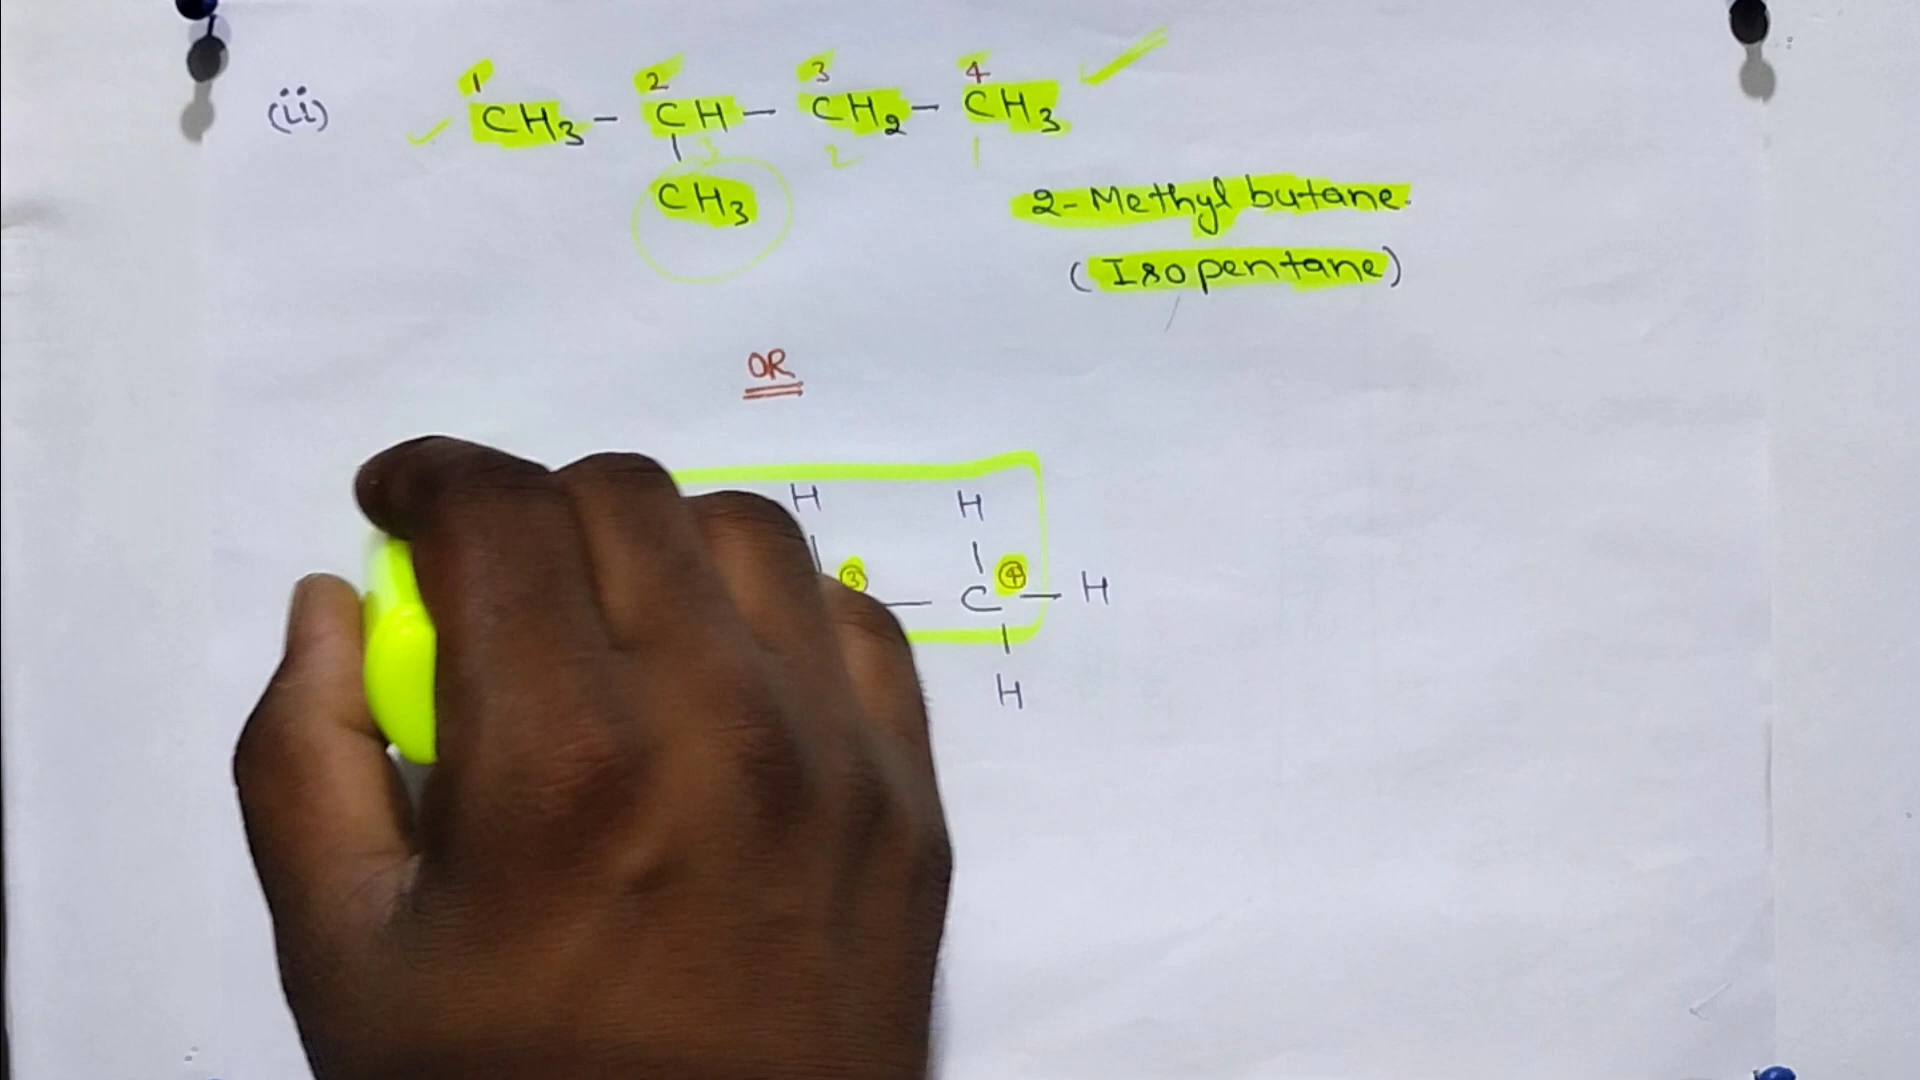 1 2 3 4
(ii) CH3 - CH - CH2 - CH3
3 2 1
CH3
2-Methyl butane.
(Isopentane)
OR
H H
3 4
C - H
H